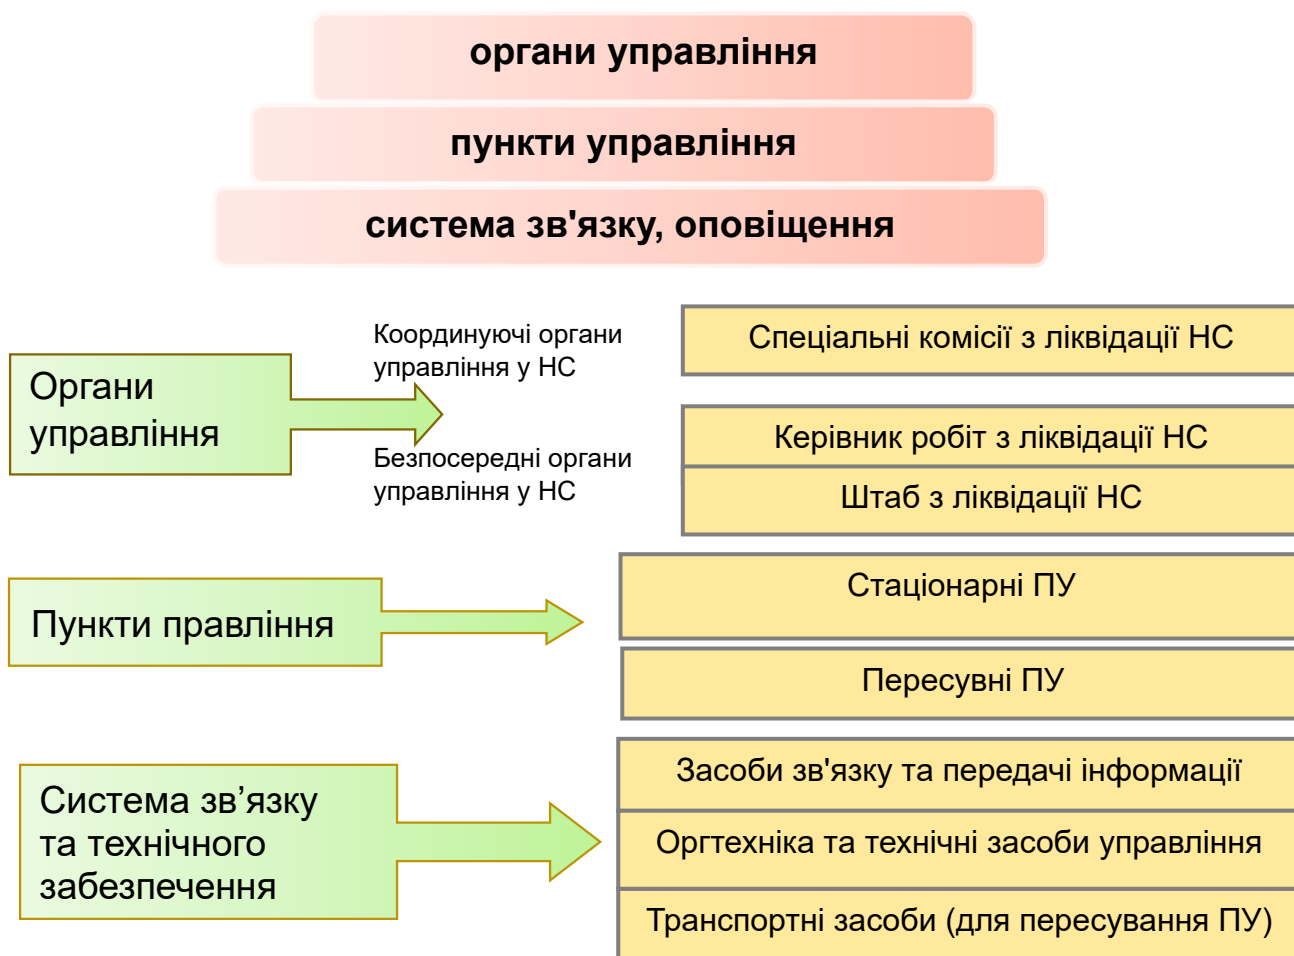 органи управління
пункти управління
система зв'язку, оповіщення
Органи
управління
Координуючі органи
управління у НС
Безпосередні органи
управління у НС
Спеціальні комісії з ліквідації НС
Керівник робіт з ліквідації НС
Штаб з ліквідації НС
Пункти правління
Стаціонарні ПУ
Пересувні ПУ
Система зв’язку
та технічного
забезпечення
Засоби зв'язку та передачі інформації
Оргтехніка та технічні засоби управління
Транспортні засоби (для пересування ПУ)